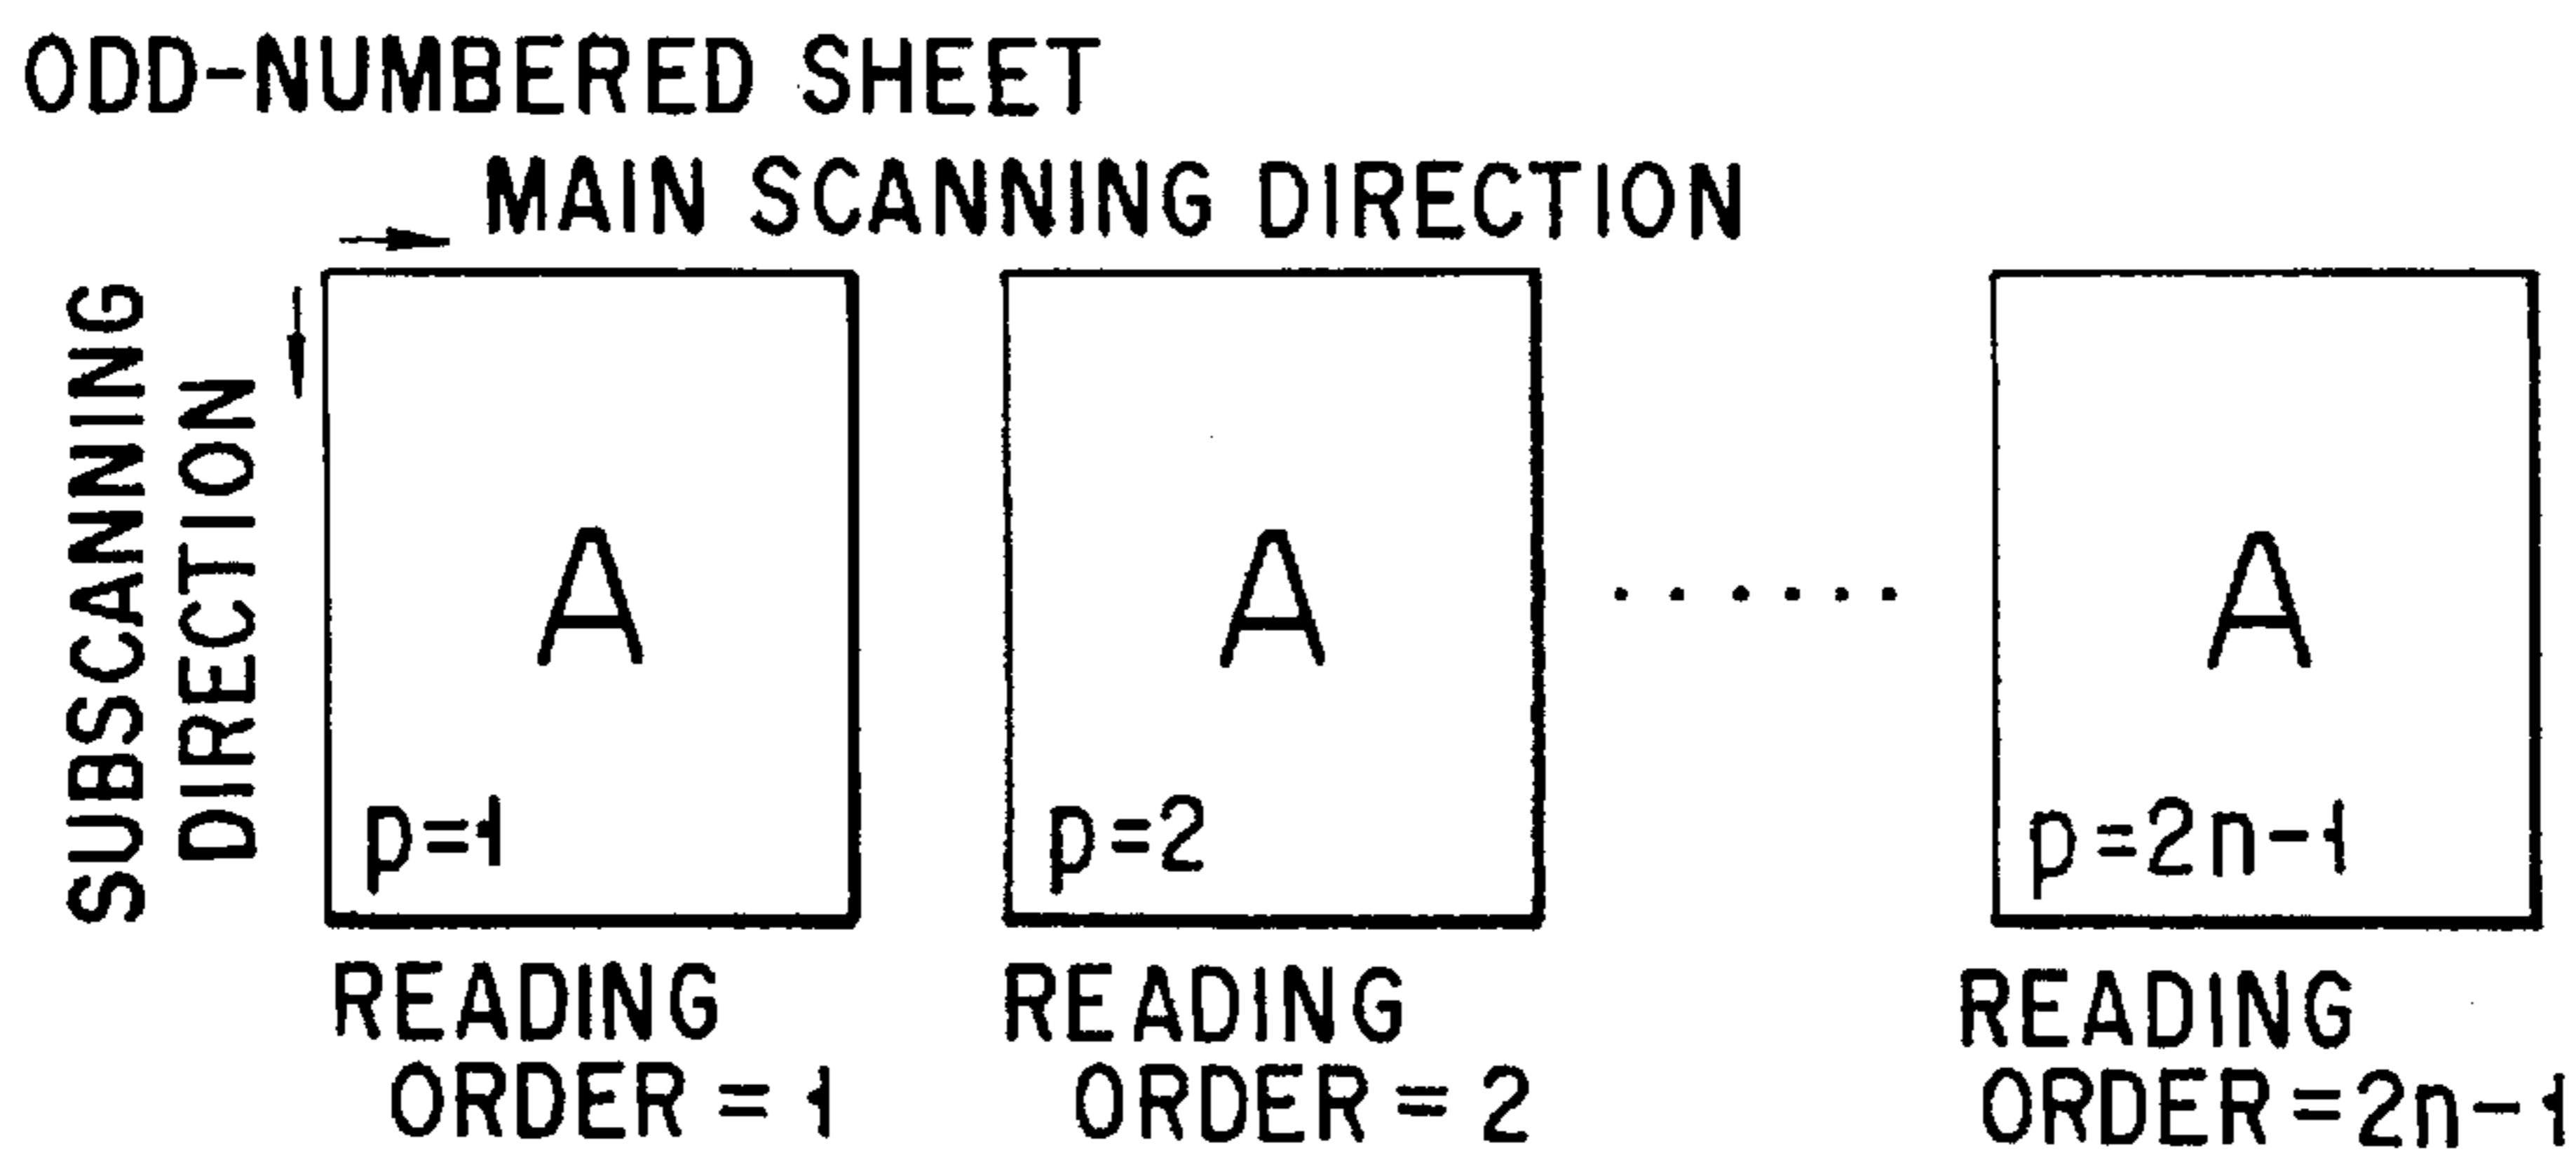 ODD-NUMBERED SHEET
MAIN SCANNING DIRECTION
SUBSCANNING
DIRECTION
A
p=1
READING
ORDER = 1
A
p=2
READING
ORDER = 2
......
A
p=2n-1
READING
ORDER=2n-1